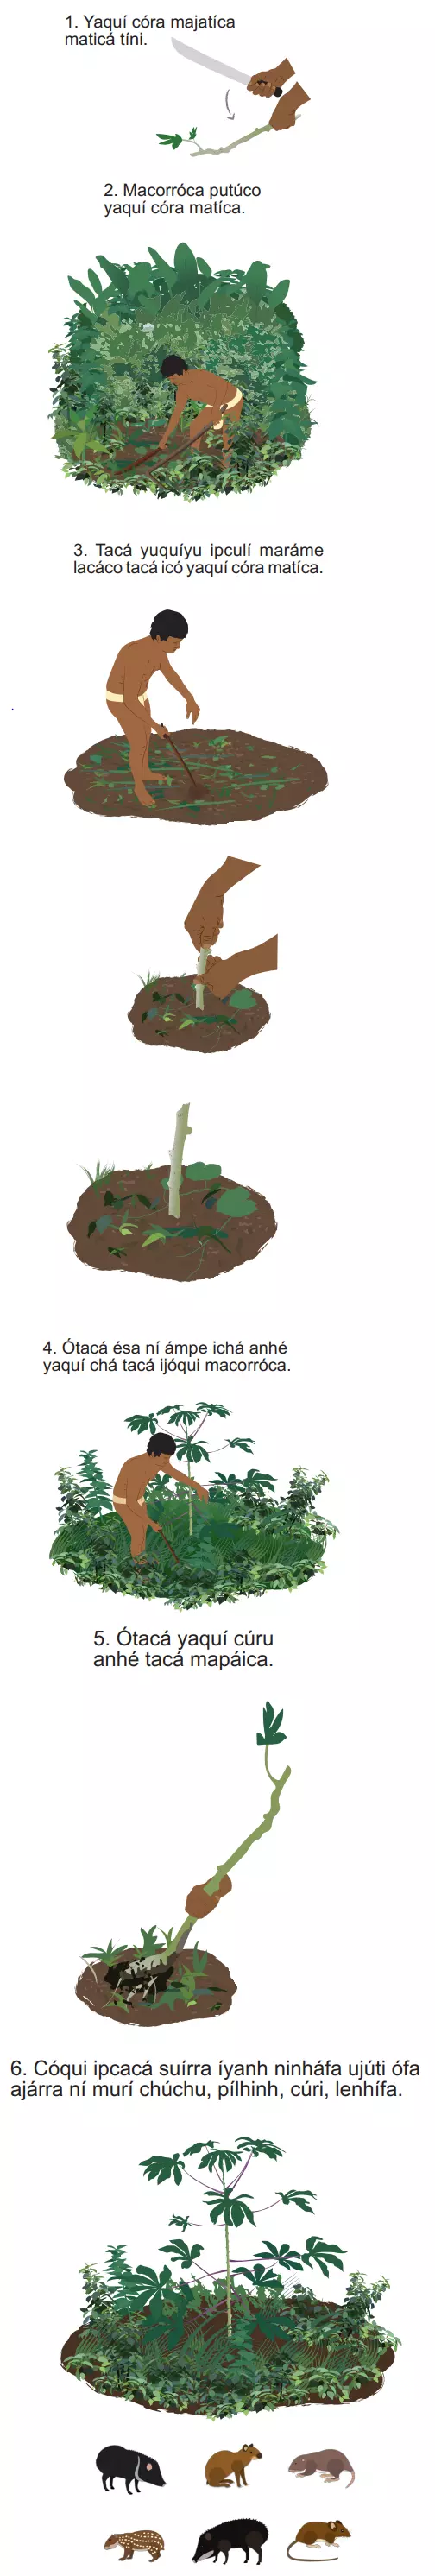 1. Yaquí córa majatíca
maticá tíni.
2. Macorróca putúco
yaquí córa matíca.
3. Tacá yuquíyu ipculí maráme
lacáco tacá icó yaquí córa matíca.
4. Ótacá ésa ní ámpe ichá anhé
yaquí chá tacá ijóqui macorróca.
5. Ótacá yaquí cúru
anhé tacá mapáica.
6. Cóqui ipcacá suírra íyanh ninháfa ujúti ófa
ajárra ní murí chúchu, pílhinh, cúri, lenhífa.